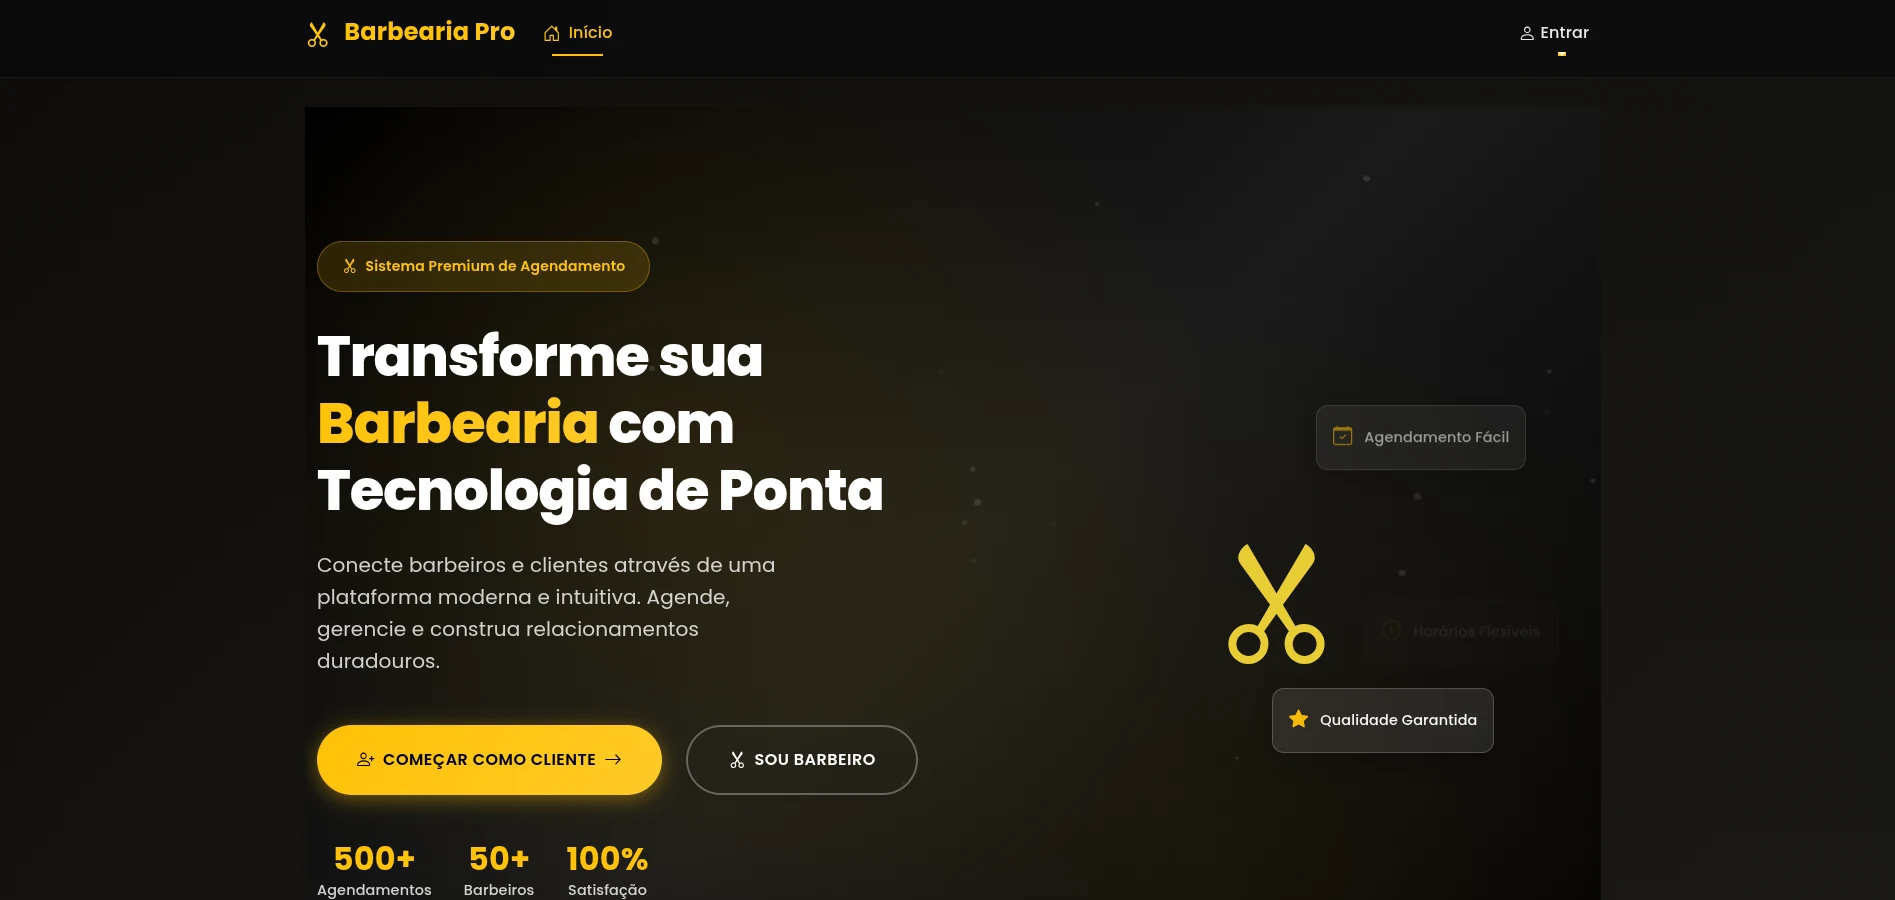 Barbearia Pro
Início
Entrar
Sistema Premium de Agendamento
Transforme sua
Barbearia com
Tecnologia de Ponta
Conecte barbeiros e clientes através de uma
plataforma moderna e intuitiva. Agende,
gerencie e construa relacionamentos
duradouros.
COMEÇAR COMO CLIENTE
SOU BARBEIRO
500+
Agendamentos
50+
Barbeiros
100%
Satisfação
Agendamento Fácil
Horários Flexíveis
Qualidade Garantida